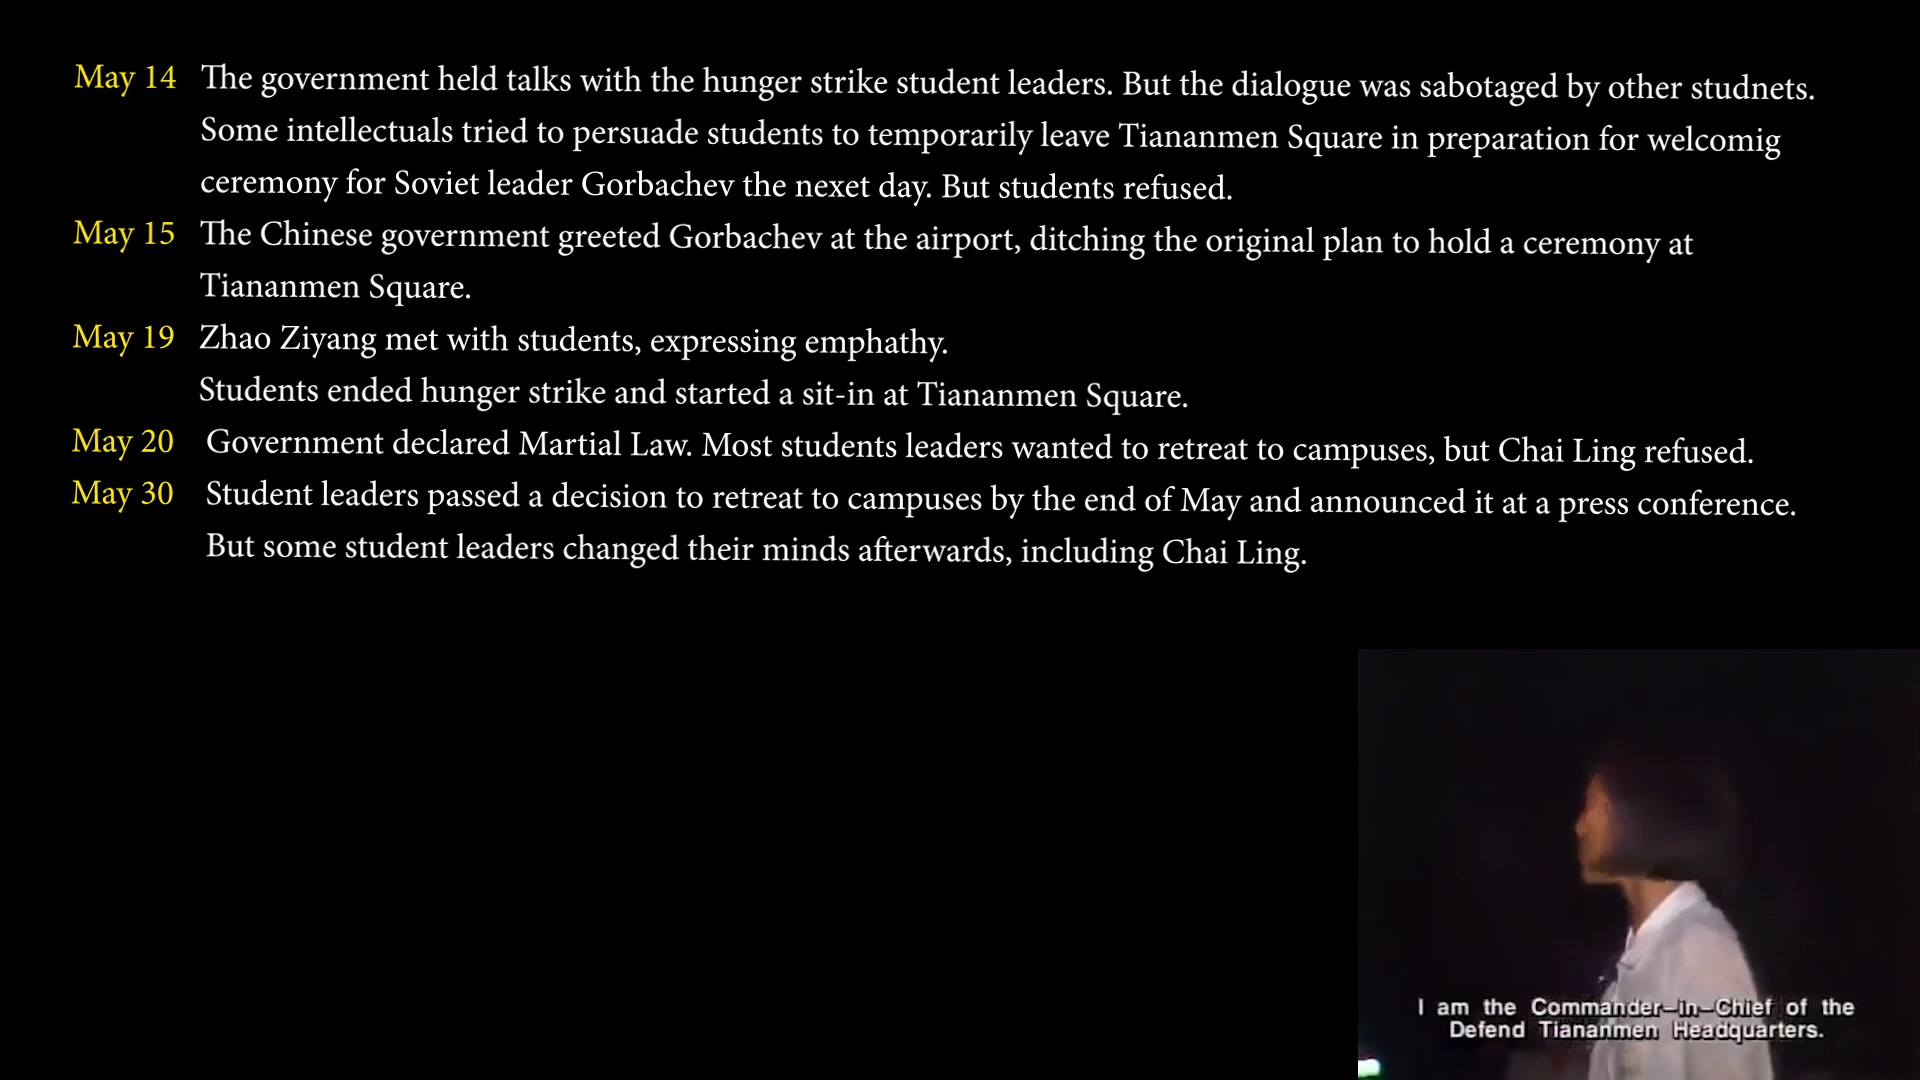 May 14 The government held talks with the hunger strike student leaders. But the dialogue was sabotaged by other studnets.
Some intellectuals tried to persuade students to temporarily leave Tiananmen Square in preparation for welcomig
ceremony for Soviet leader Gorbachev the nexet day. But students refused.
May 15 The Chinese government greeted Gorbachev at the airport, ditching the original plan to hold a ceremony at
Tiananmen Square.
May 19 Zhao Ziyang met with students, expressing emphathy.
Students ended hunger strike and started a sit-in at Tiananmen Square.
May 20 Government declared Martial Law. Most students leaders wanted to retreat to campuses, but Chai Ling refused.
May 30 Student leaders passed a decision to retreat to campuses by the end of May and announced it at a press conference.
But some student leaders changed their minds afterwards, including Chai Ling.
I am the Commander-in-Chief of the
Defend Tiananmen Headquarters.